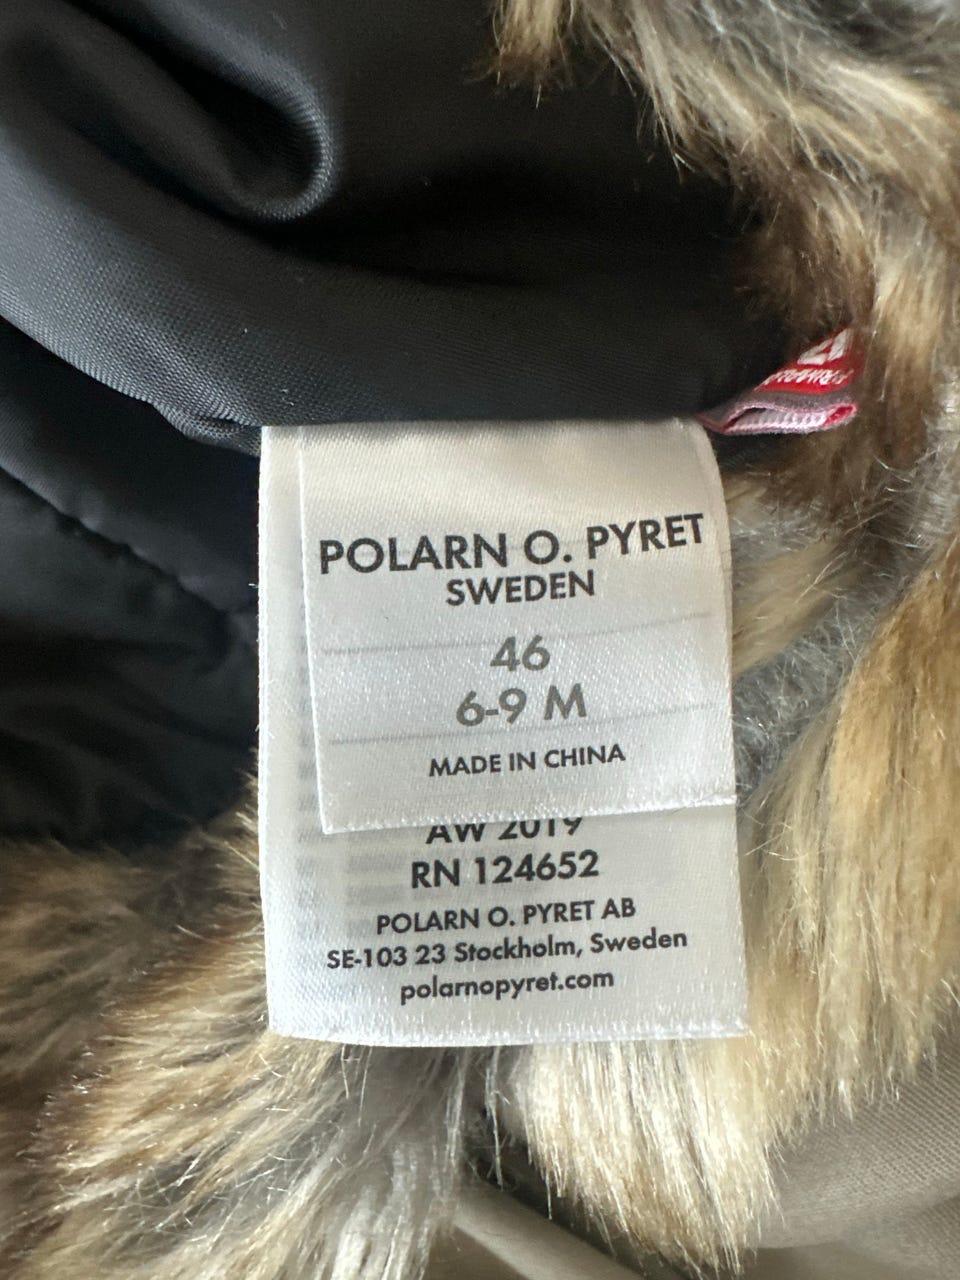 POLARN O. PYRET
SWEDEN
46
6-9 M
MADE IN CHINA
AW 2019
RN 124652
POLARN O. PYRET AB
SE-103 23 Stockholm, Sweden
polarnopyret.com